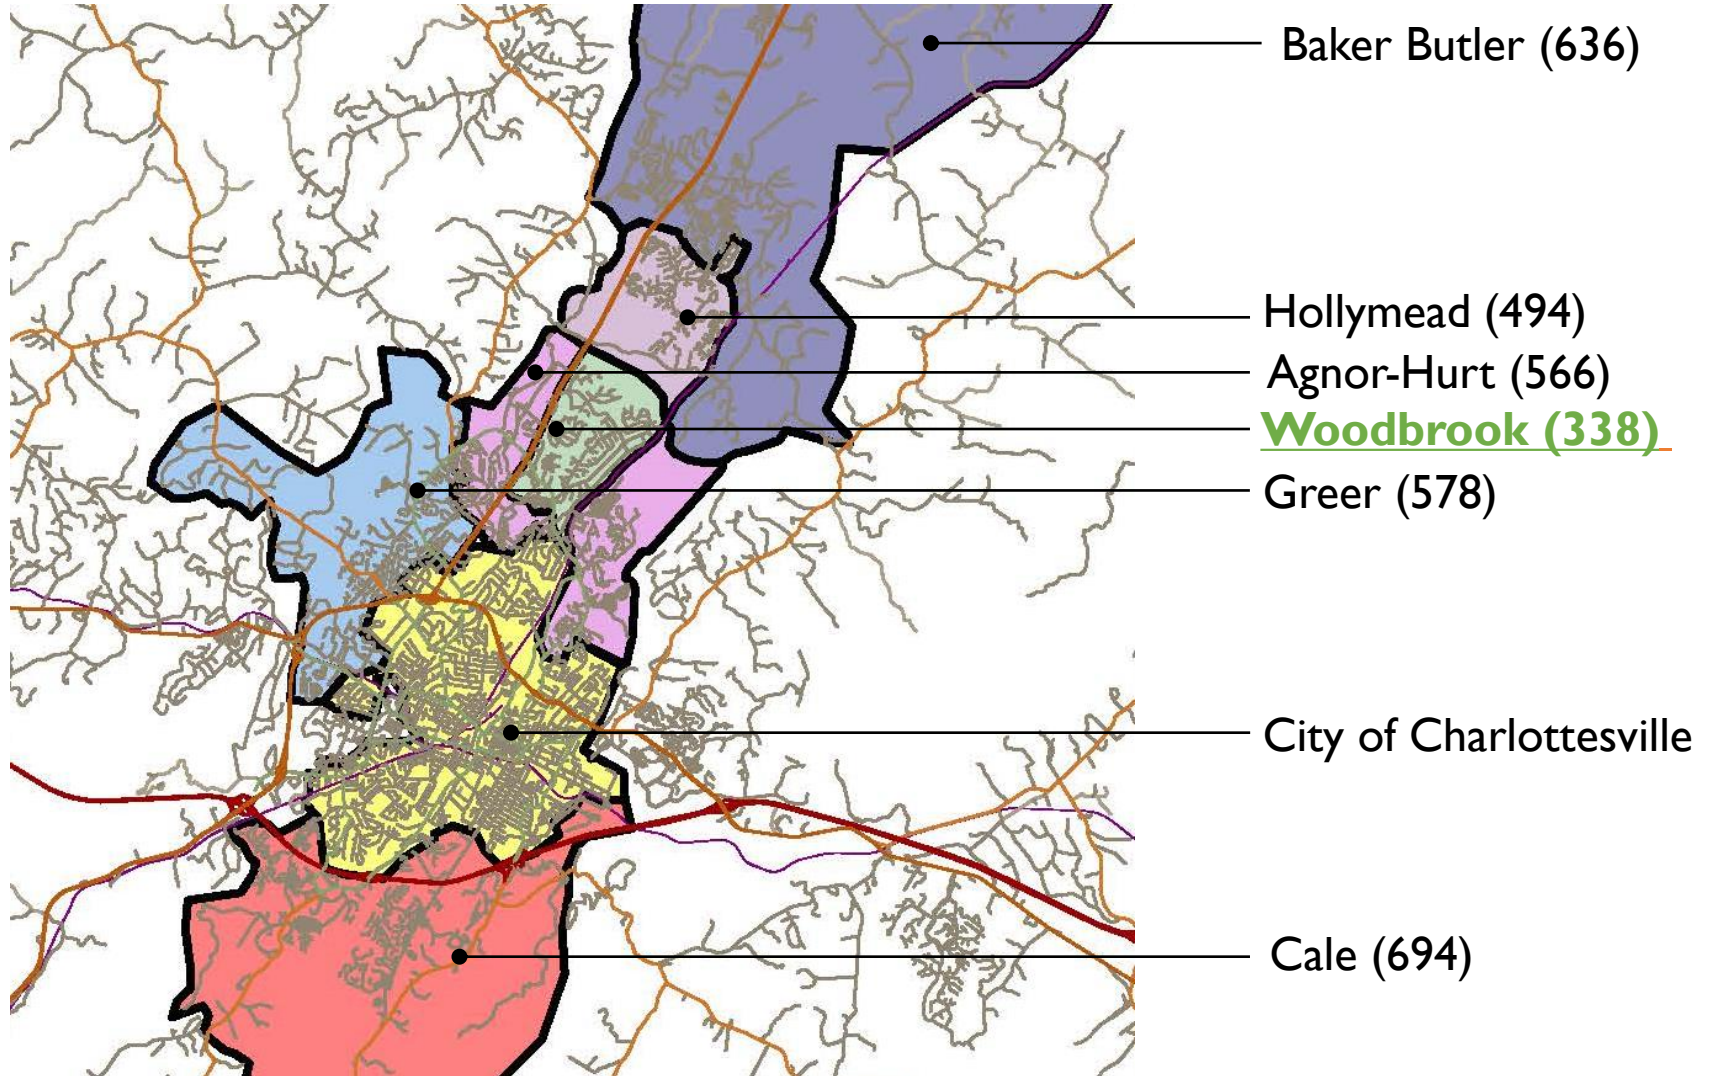 Baker Butler (636)
Hollymead (494)
Agnor-Hurt (566)
Woodbrook (338)
Greer (578)
City of Charlottesville
Cale (694)